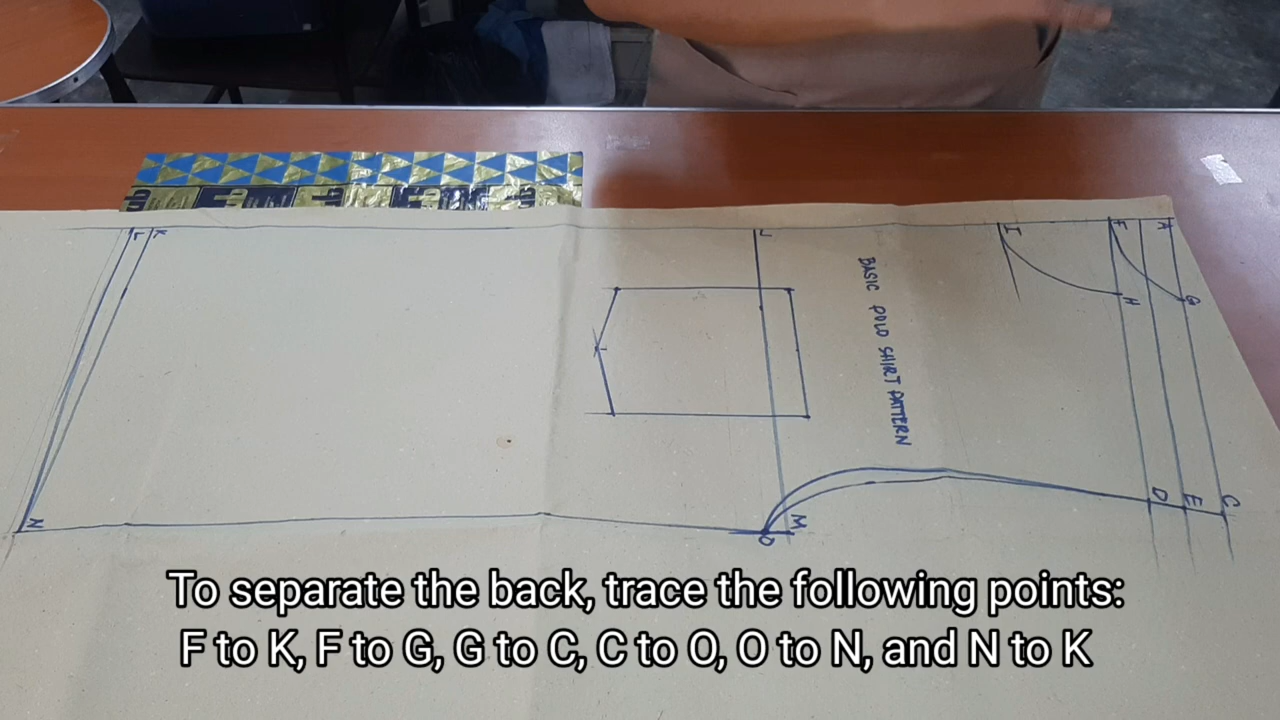 L K J I F A
G
H
BASIC POLO SHIRT PATTERN
D E C
N M
O
To separate the back, trace the following points:
F to K, F to G, G to C, C to O, O to N, and N to K